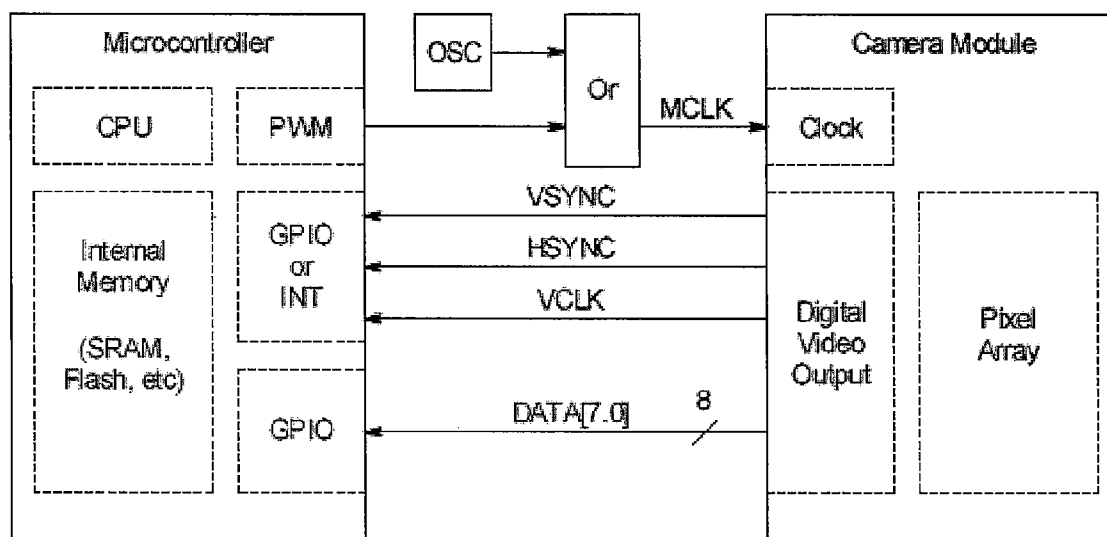 Microcontroller
OSC
Or
Camera Module
CPU
PWM
MCLK
Clock
VSYNC
HSYNC
VCLK
Internal
Memory
(SRAM,
Flash, etc)
GPIO
or
INT
GPIO
8
DATA[7.0]
Digital
Video
Output
Pixel
Array